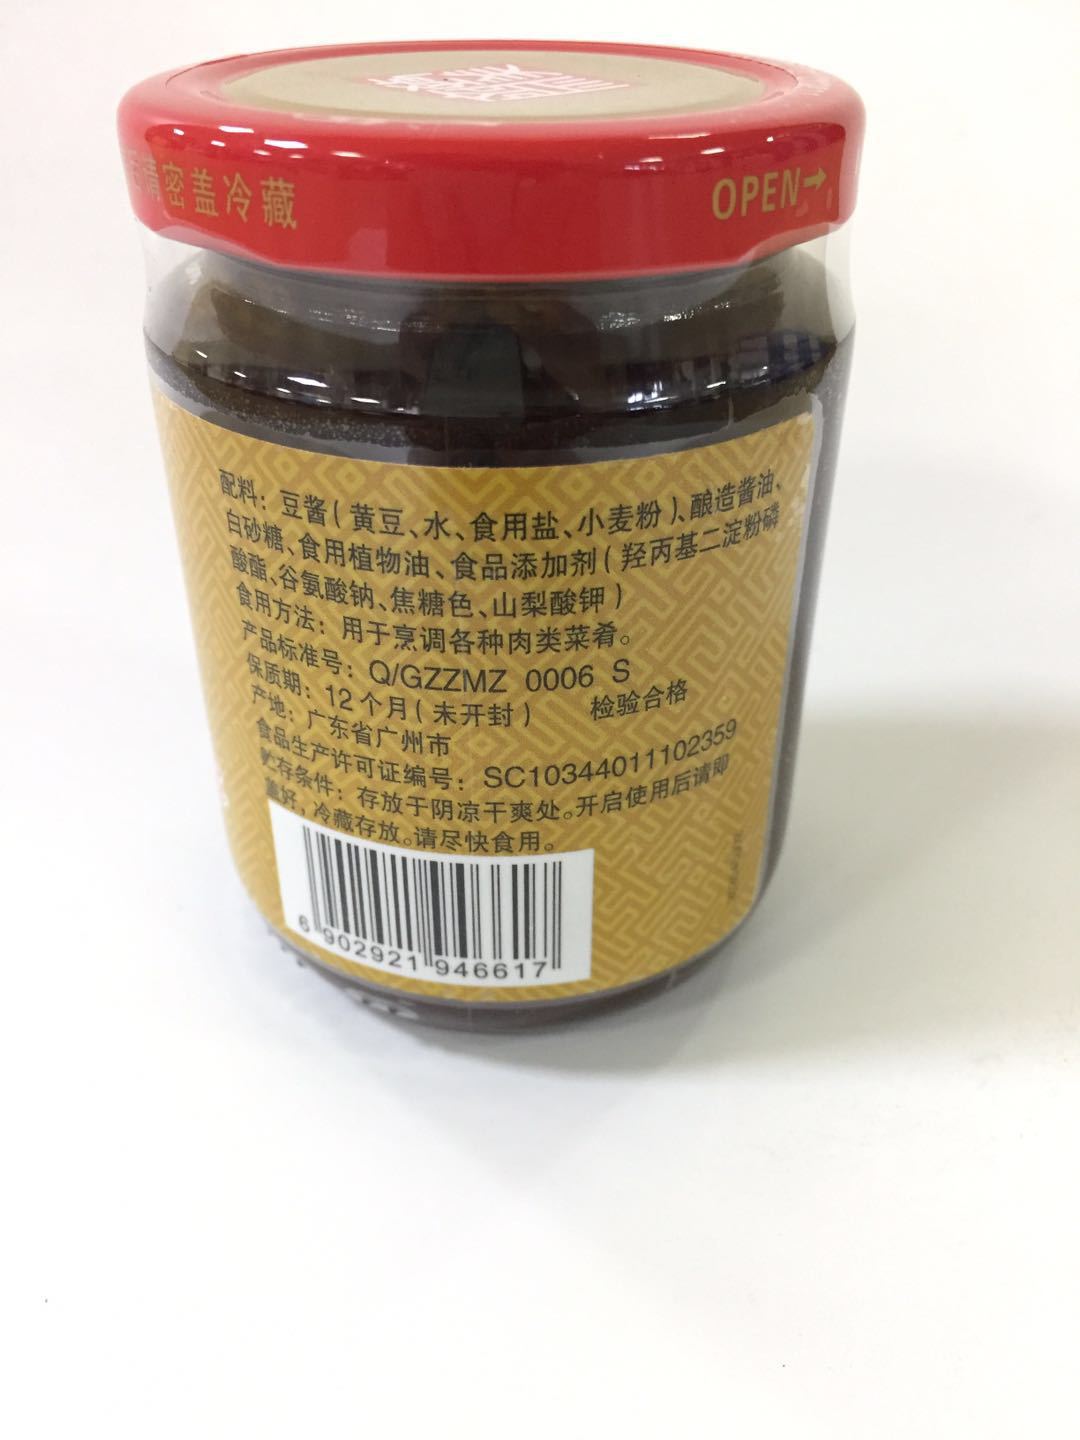 请密盖冷藏
OPEN→
配料：豆酱（黄豆、水、食用盐、小麦粉）、酿造酱油、
白砂糖、食用植物油、食品添加剂（羟丙基二淀粉磷
酸酯、谷氨酸钠、焦糖色、山梨酸钾）
食用方法：用于烹调各种肉类菜肴。
产品标准号：Q/GZZMZ 0006 S
保质期：12个月（未开封） 检验合格
产地：广东省广州市
食品生产许可证编号：SC10344011102359
贮存条件：存放于阴凉干爽处。开启使用后请即
盖好，冷藏存放。请尽快食用。
6 902921 946617